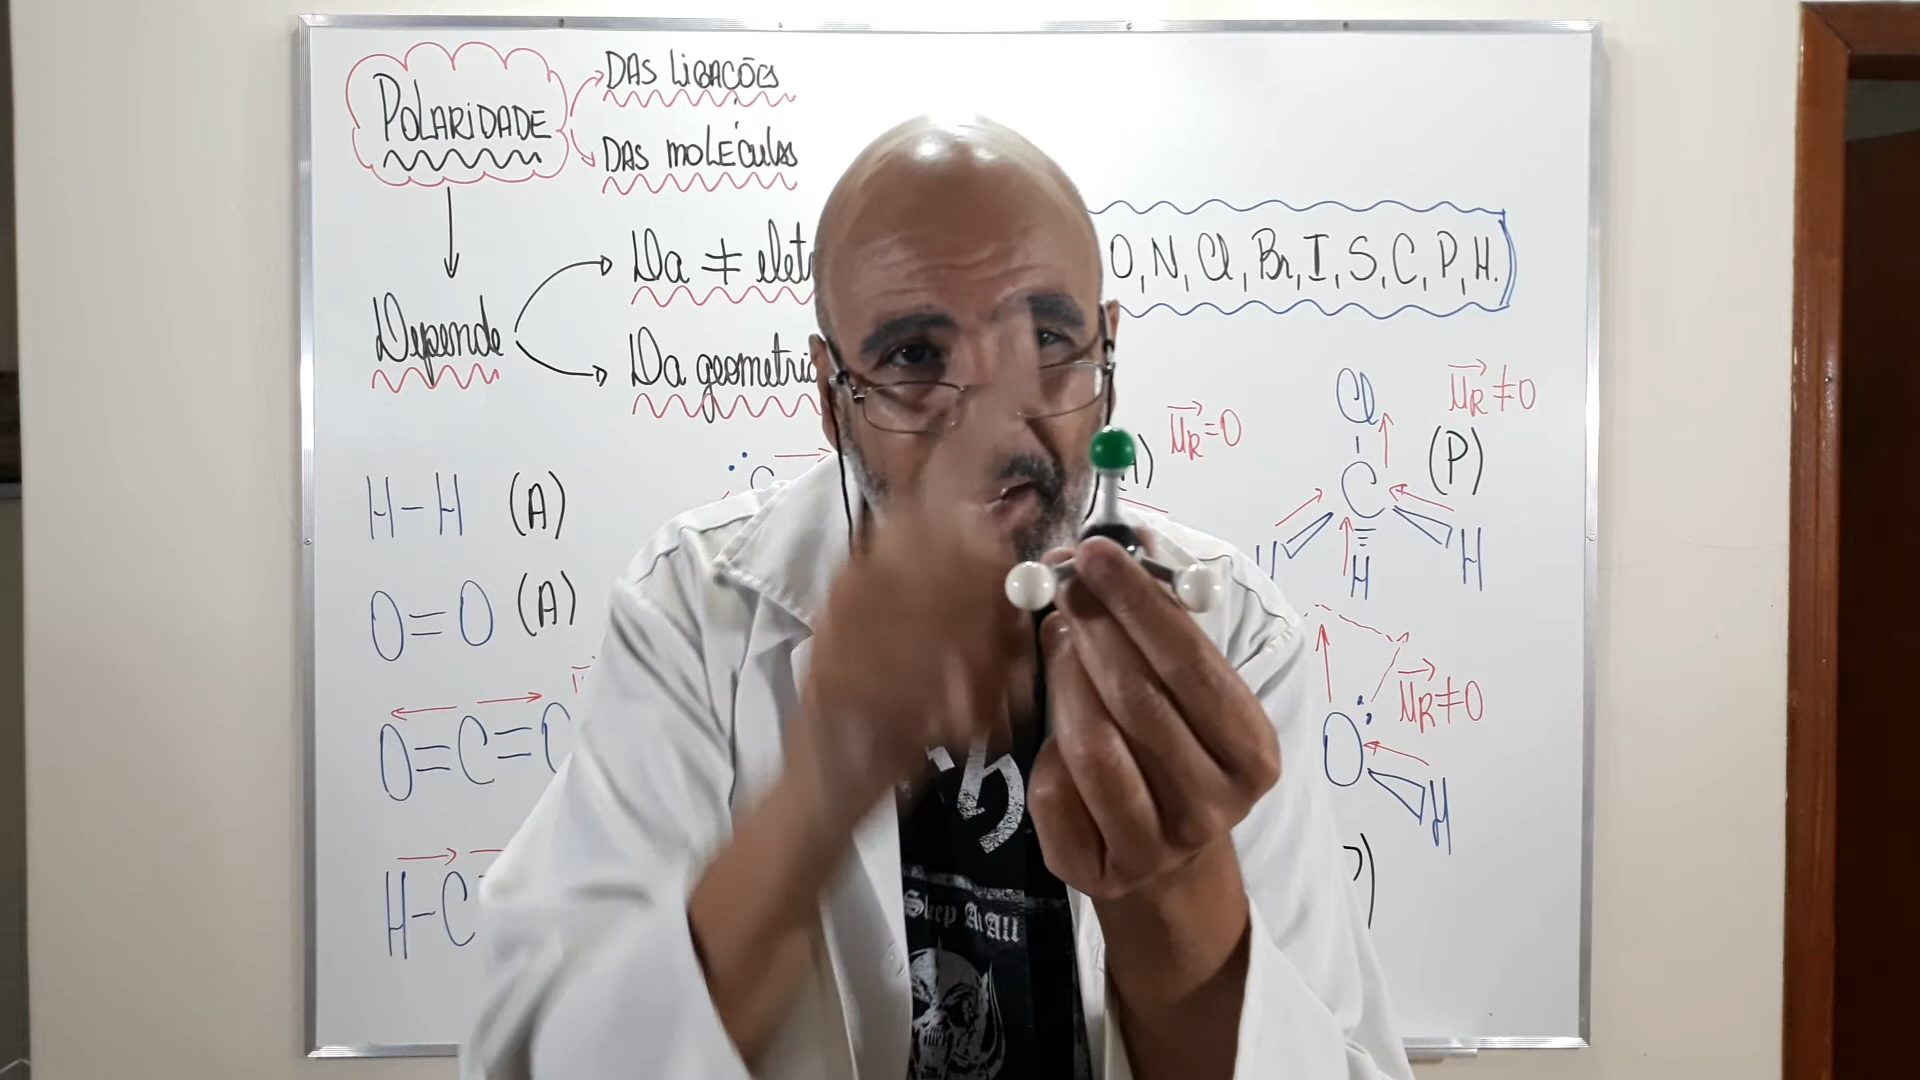 POLARIDADE
DAS LIGAÇÕES
DAS MOLÉCULAS
Depende
Da ≠ elet
O, N, Cl, Br, I, S, C, P, H.
Da geometria
H-H (A)
O=O (A)
O=C=O
H-C
μR=0
Cl
C
H
H
H
(P)
μR≠0
μR≠0
O
H
Sleep At All